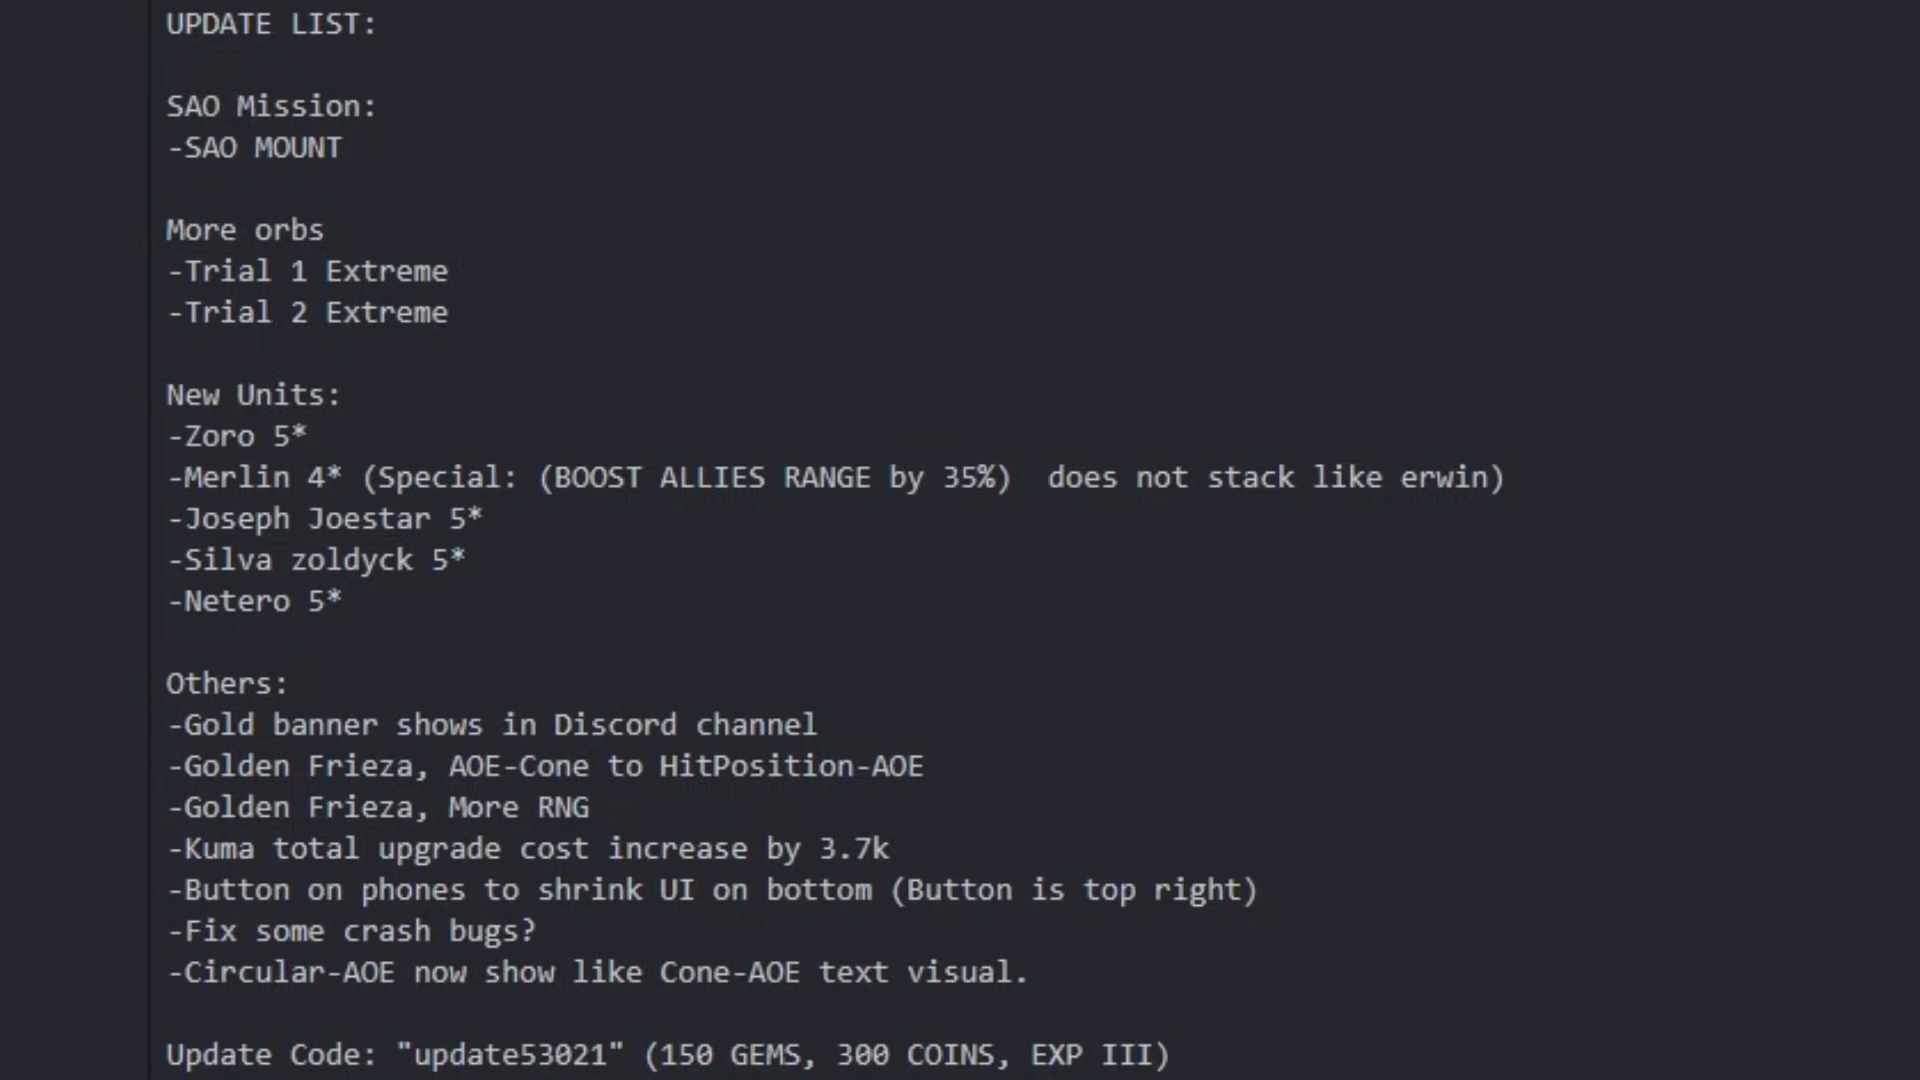 UPDATE LIST:
SAO Mission:
-SAO MOUNT
More orbs
-Trial 1 Extreme
-Trial 2 Extreme
New Units:
-Zoro 5*
-Merlin 4* (Special: (BOOST ALLIES RANGE by 35%)  does not stack like erwin)
-Joseph Joestar 5*
-Silva zoldyck 5*
-Netero 5*
Others:
-Gold banner shows in Discord channel
-Golden Frieza, AOE-Cone to HitPosition-AOE
-Golden Frieza, More RNG
-Kuma total upgrade cost increase by 3.7k
-Button on phones to shrink UI on bottom (Button is top right)
-Fix some crash bugs?
-Circular-AOE now show like Cone-AOE text visual.
Update Code: "update53021" (150 GEMS, 300 COINS, EXP III)